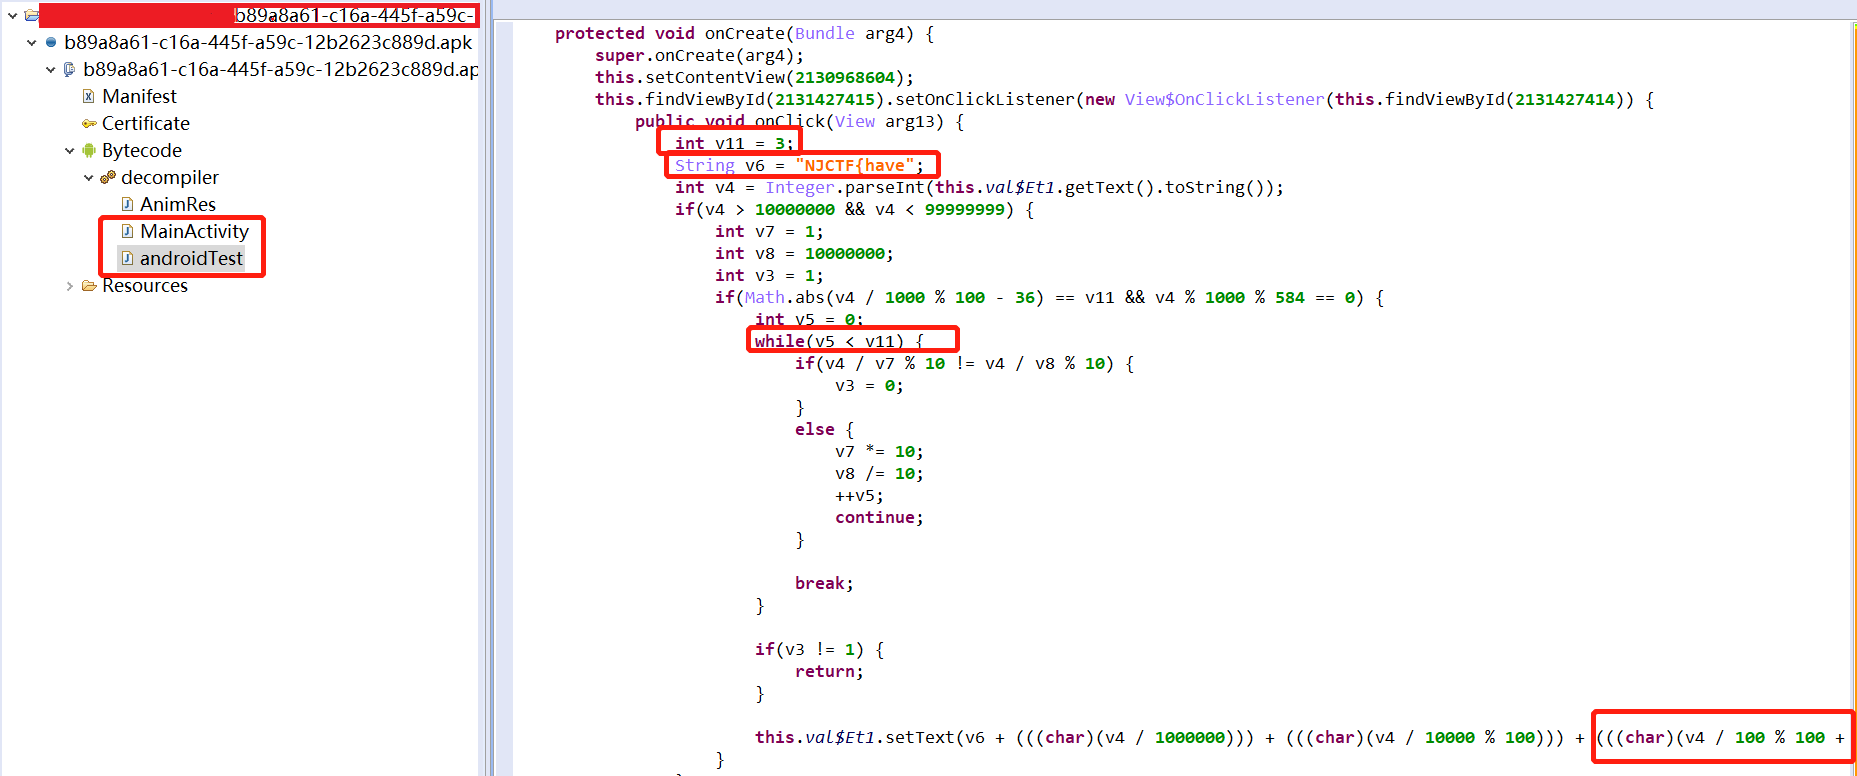 b89a8a61-c16a-445f-a59c-
b89a8a61-c16a-445f-a59c-12b2623c889d.apk
b89a8a61-c16a-445f-a59c-12b2623c889d.ap
Manifest
Certificate
Bytecode
decompiler
AnimRes
MainActivity
androidTest
Resources
protected void onCreate(Bundle arg4) {
super.onCreate(arg4);
this.setContentView(2130968604);
this.findViewById(2131427415).setOnClickListener(new View$OnClickListener(this.findViewById(2131427414)) {
public void onClick(View arg13) {
int v11 = 3;
String v6 = "NJCTF{have";
int v4 = Integer.parseInt(this.val$Et1.getText().toString());
if(v4 > 10000000 && v4 < 99999999) {
int v7 = 1;
int v8 = 10000000;
int v3 = 1;
if(Math.abs(v4 / 1000 % 100 - 36) == v11 && v4 % 1000 % 584 == 0) {
int v5 = 0;
while(v5 < v11) {
if(v4 / v7 % 10 != v4 / v8 % 10) {
v3 = 0;
}
else {
v7 *= 10;
v8 /= 10;
++v5;
continue;
}
break;
}
if(v3 != 1) {
return;
}
this.val$Et1.setText(v6 + (((char)(v4 / 1000000))) + (((char)(v4 / 10000 % 100))) + (((char)(v4 / 100 % 100 +
}